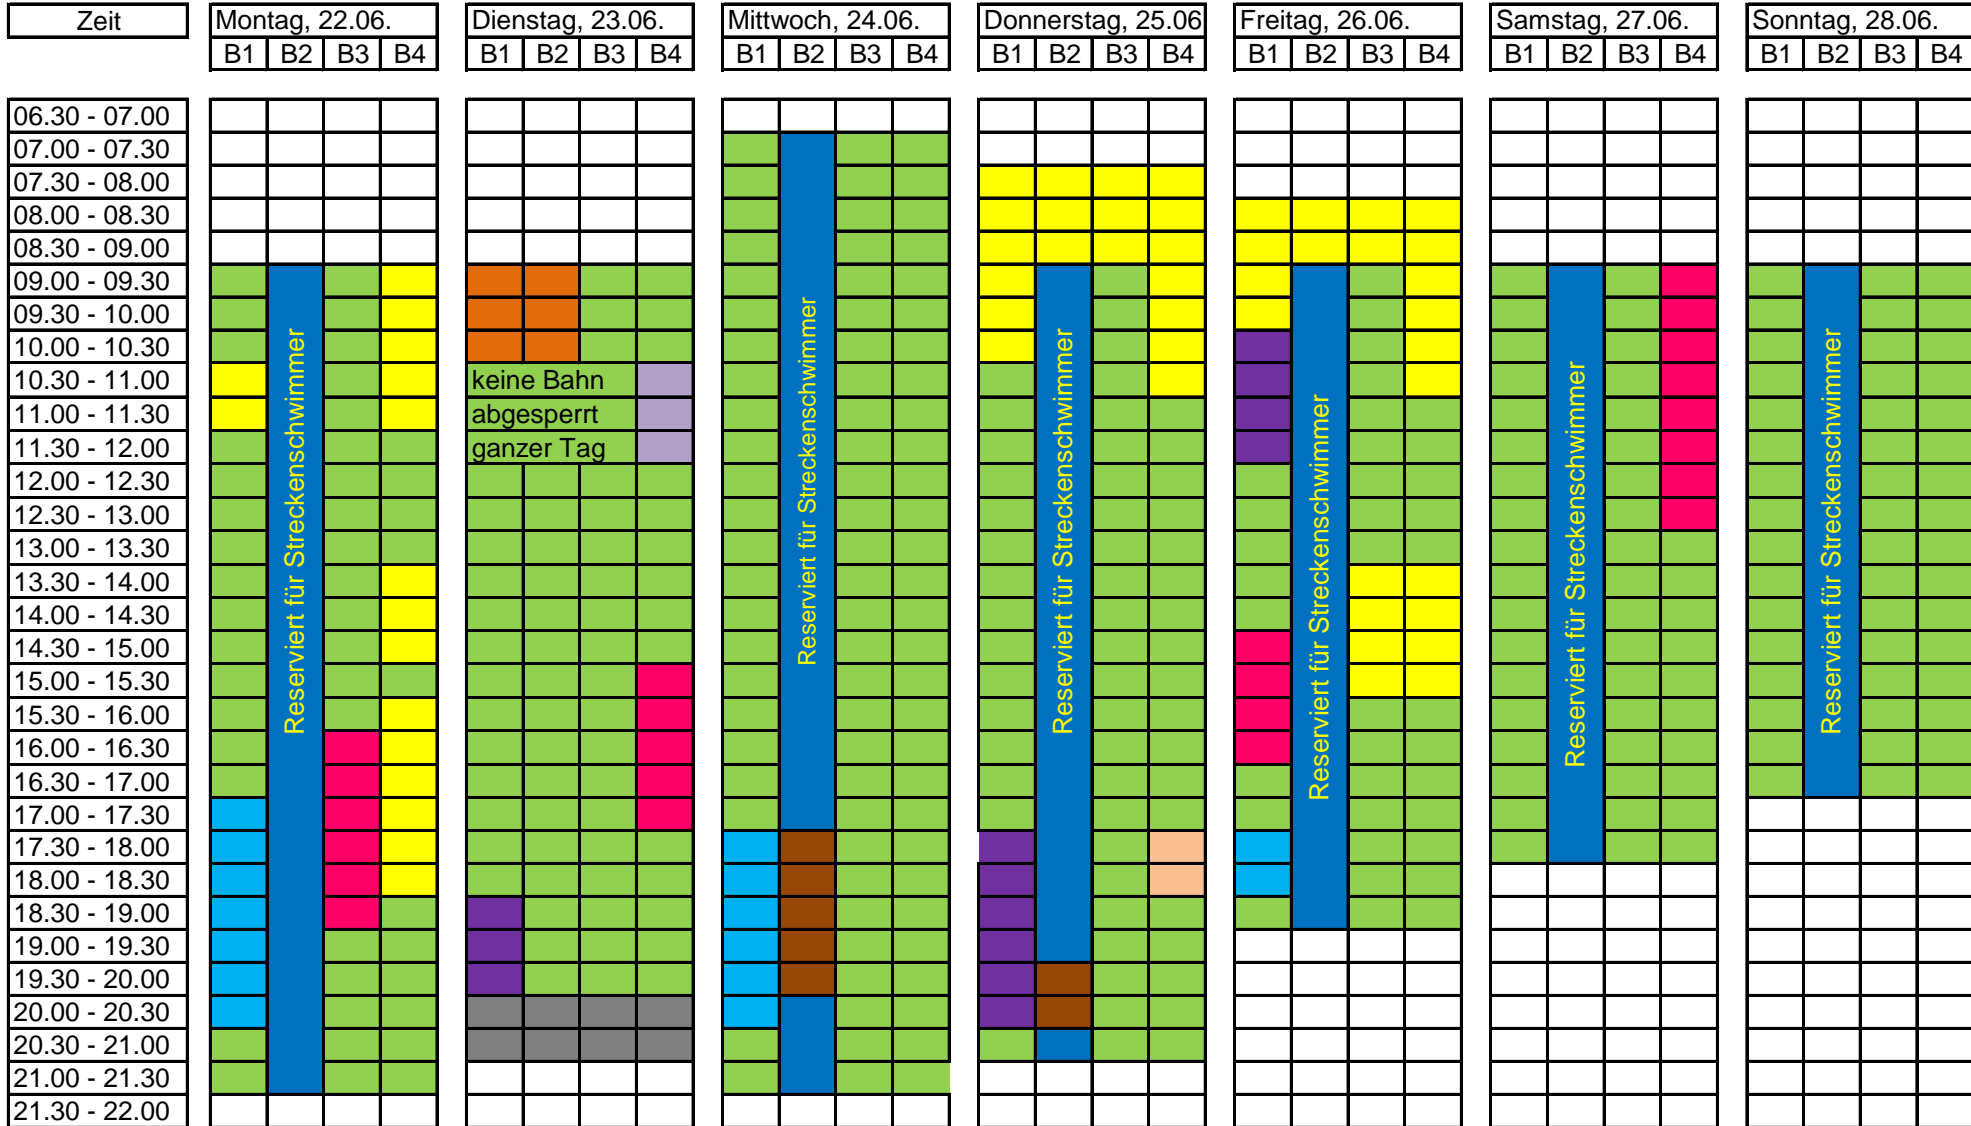 Zeit Montag, 22.06. Dienstag, 23.06. Mittwoch, 24.06. Donnerstag, 25.06 Freitag, 26.06. Samstag, 27.06. Sonntag, 28.06.
B1 B2 B3 B4 B1 B2 B3 B4 B1 B2 B3 B4 B1 B2 B3 B4 B1 B2 B3 B4 B1 B2 B3 B4 B1 B2 B3 B4
06.30 - 07.00
07.00 - 07.30
07.30 - 08.00
08.00 - 08.30
08.30 - 09.00
09.00 - 09.30
09.30 - 10.00
10.00 - 10.30
10.30 - 11.00 keine Bahn
11.00 - 11.30 abgesperrt
11.30 - 12.00 ganzer Tag
12.00 - 12.30
12.30 - 13.00
13.00 - 13.30
13.30 - 14.00
14.00 - 14.30
14.30 - 15.00
15.00 - 15.30
15.30 - 16.00
16.00 - 16.30
16.30 - 17.00
17.00 - 17.30
17.30 - 18.00
18.00 - 18.30
18.30 - 19.00
19.00 - 19.30
19.30 - 20.00
20.00 - 20.30
20.30 - 21.00
21.00 - 21.30
21.30 - 22.00
Reserviert für Streckenschwimmer
Reserviert für Streckenschwimmer
Reserviert für Streckenschwimmer
Reserviert für Streckenschwimmer
Reserviert für Streckenschwimmer
Reserviert für Streckenschwimmer